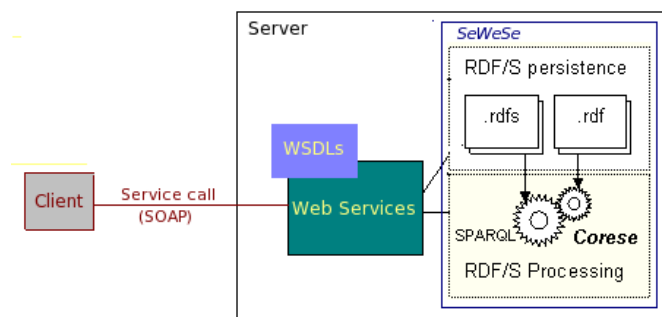 Server
SeWeSe
RDF/S persistence
.rdfs
.rdf
WSDLs
Client
Service call
(SOAP)
Web Services
SPARQL
Corese
RDF/S Processing